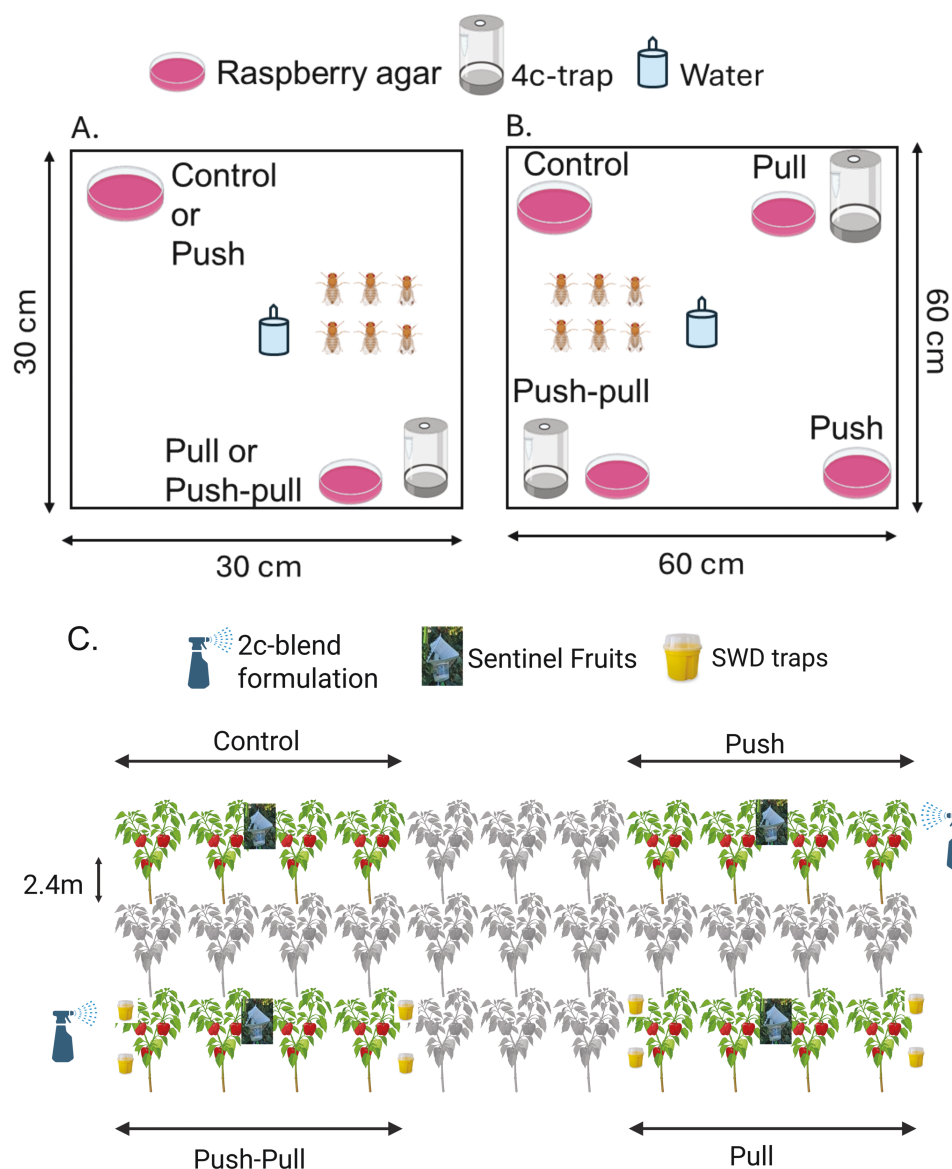 Raspberry agar
4c-trap
Water
A.
B.
Control
or
Push
Control
Pull
30 cm
60 cm
Push-pull
Pull or
Push-pull
Push
30 cm
60 cm
C.
2c-blend
formulation
Sentinel Fruits
SWD traps
Control
Push
2.4m
Push-Pull
Pull